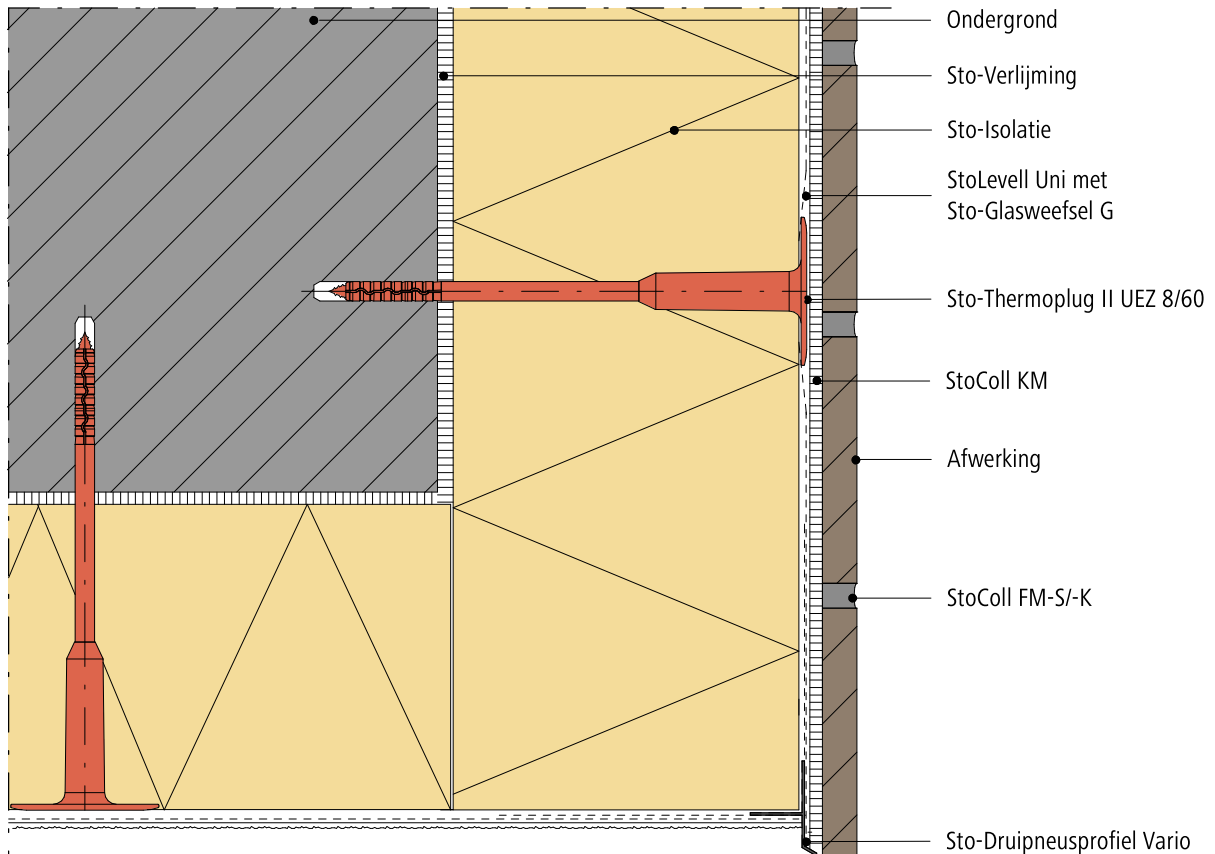 Ondergrond
Sto-Verlijming
Sto-Isolatie
StoLevell Uni met
Sto-Glasweefsel G
Sto-Thermoplug II UEZ 8/60
StoColl KM
Afwerking
StoColl FM-S/-K
Sto-Druipneusprofiel Vario